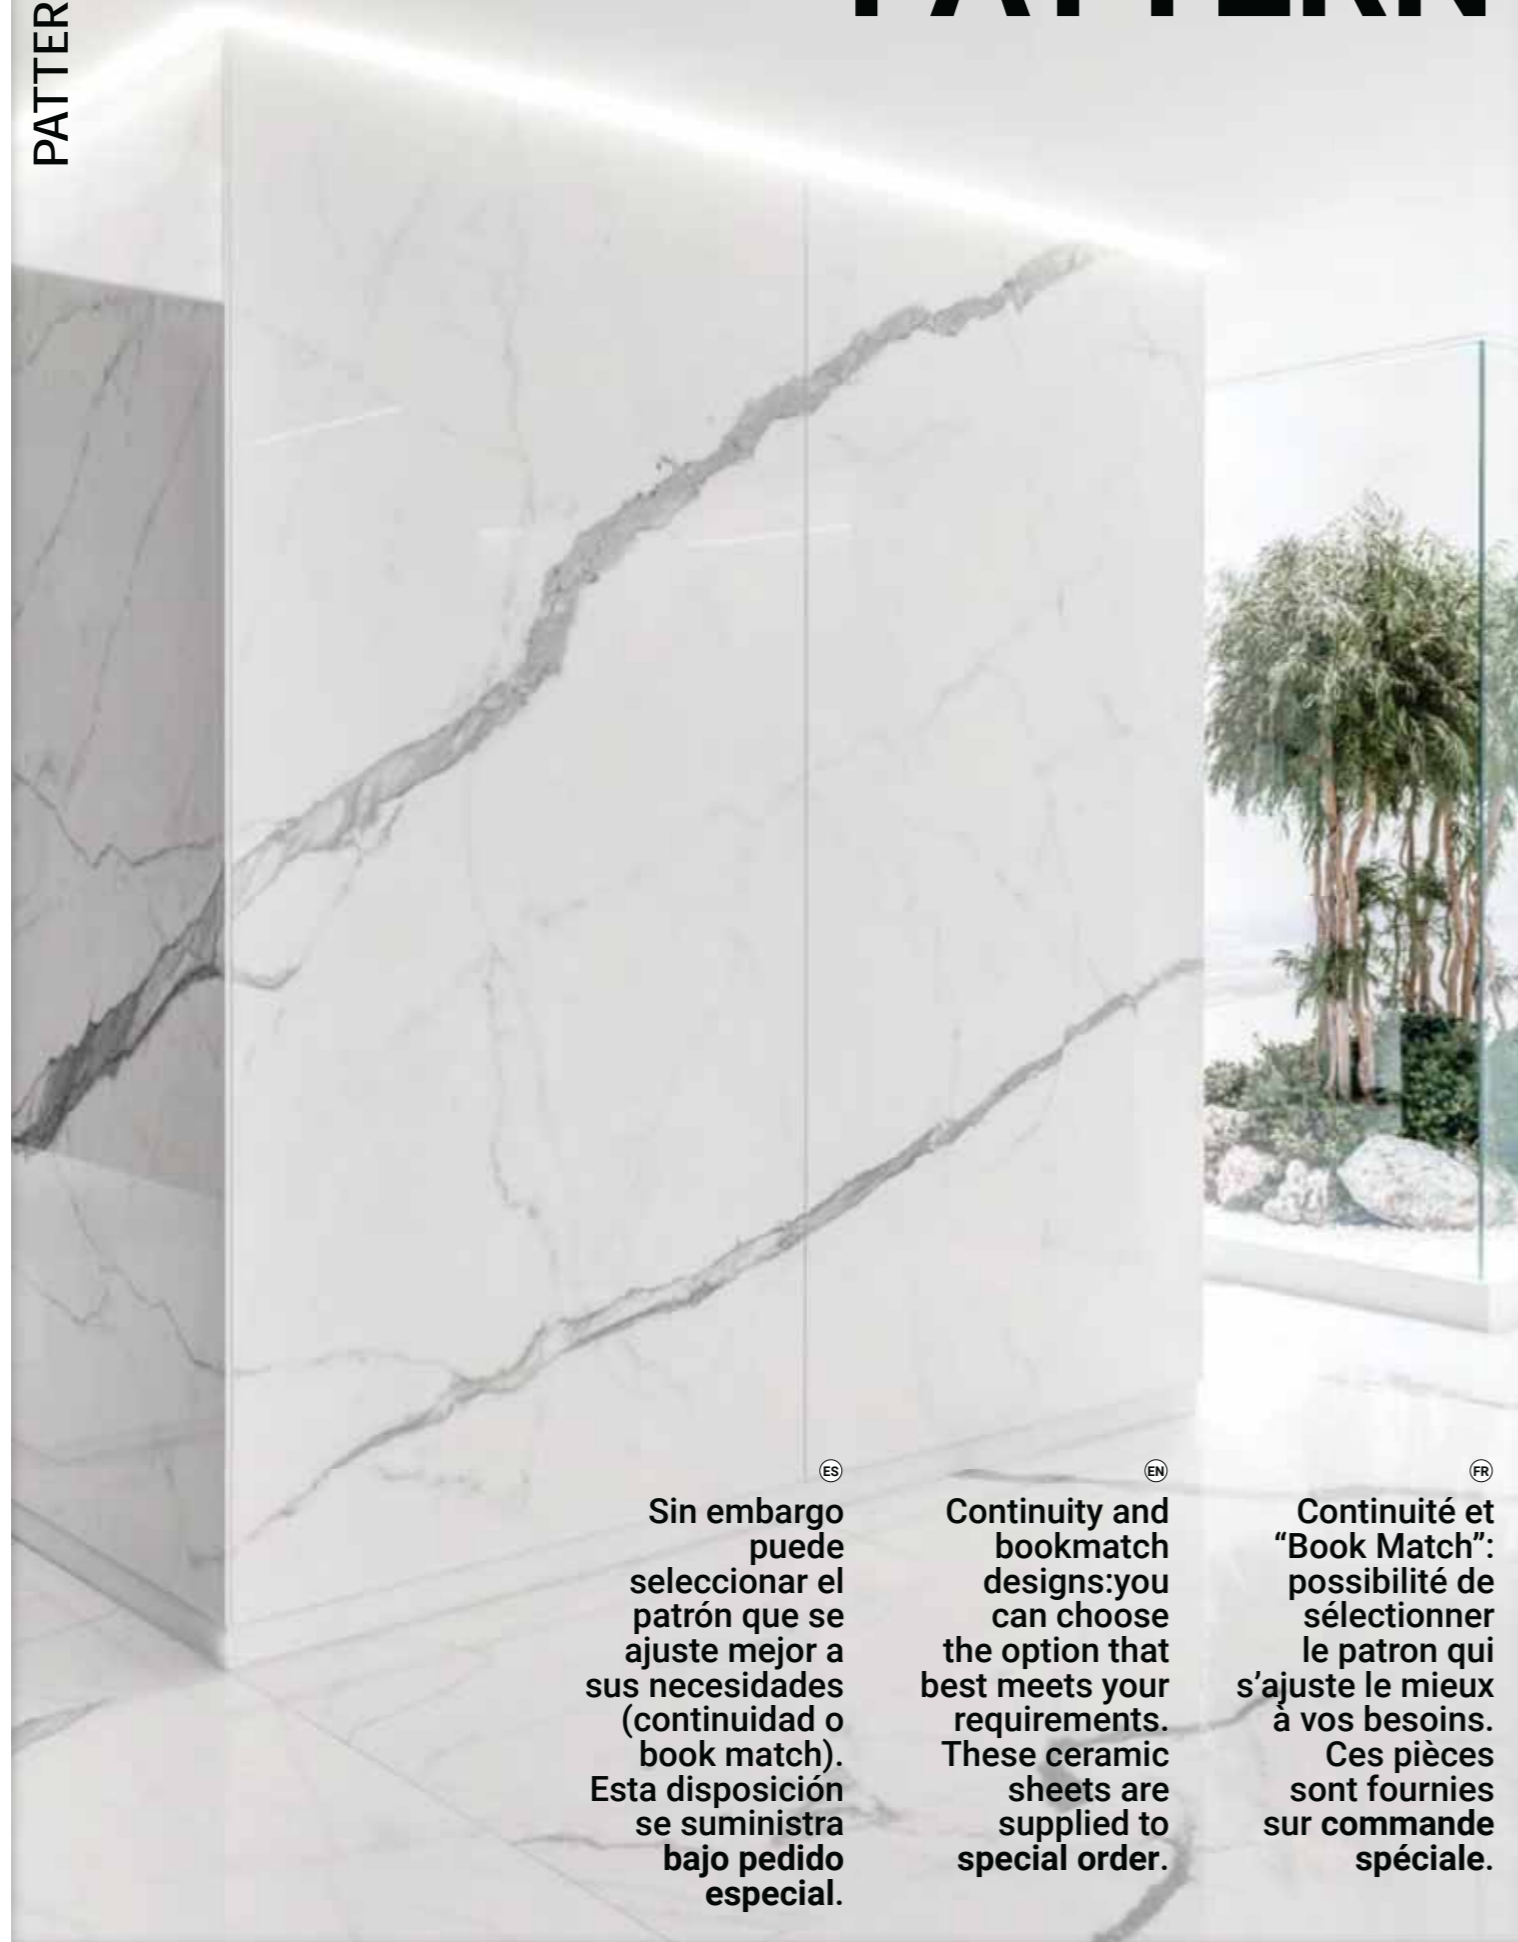 PATTER
PATTERN
ES
Sin embargo
puede
seleccionar el
patrón que se
ajuste mejor a
sus necesidades
(continuidad o
book match).
Esta disposición
se suministra
bajo pedido
especial.
EN
Continuity and
bookmatch
designs:you
can choose
the option that
best meets your
requirements.
These ceramic
sheets are
supplied to
special order.
FR
Continuité et
“Book Match”:
possibilité de
sélectionner
le patron qui
s’ajuste le mieux
à vos besoins.
Ces pièces
sont fournies
sur commande
spéciale.